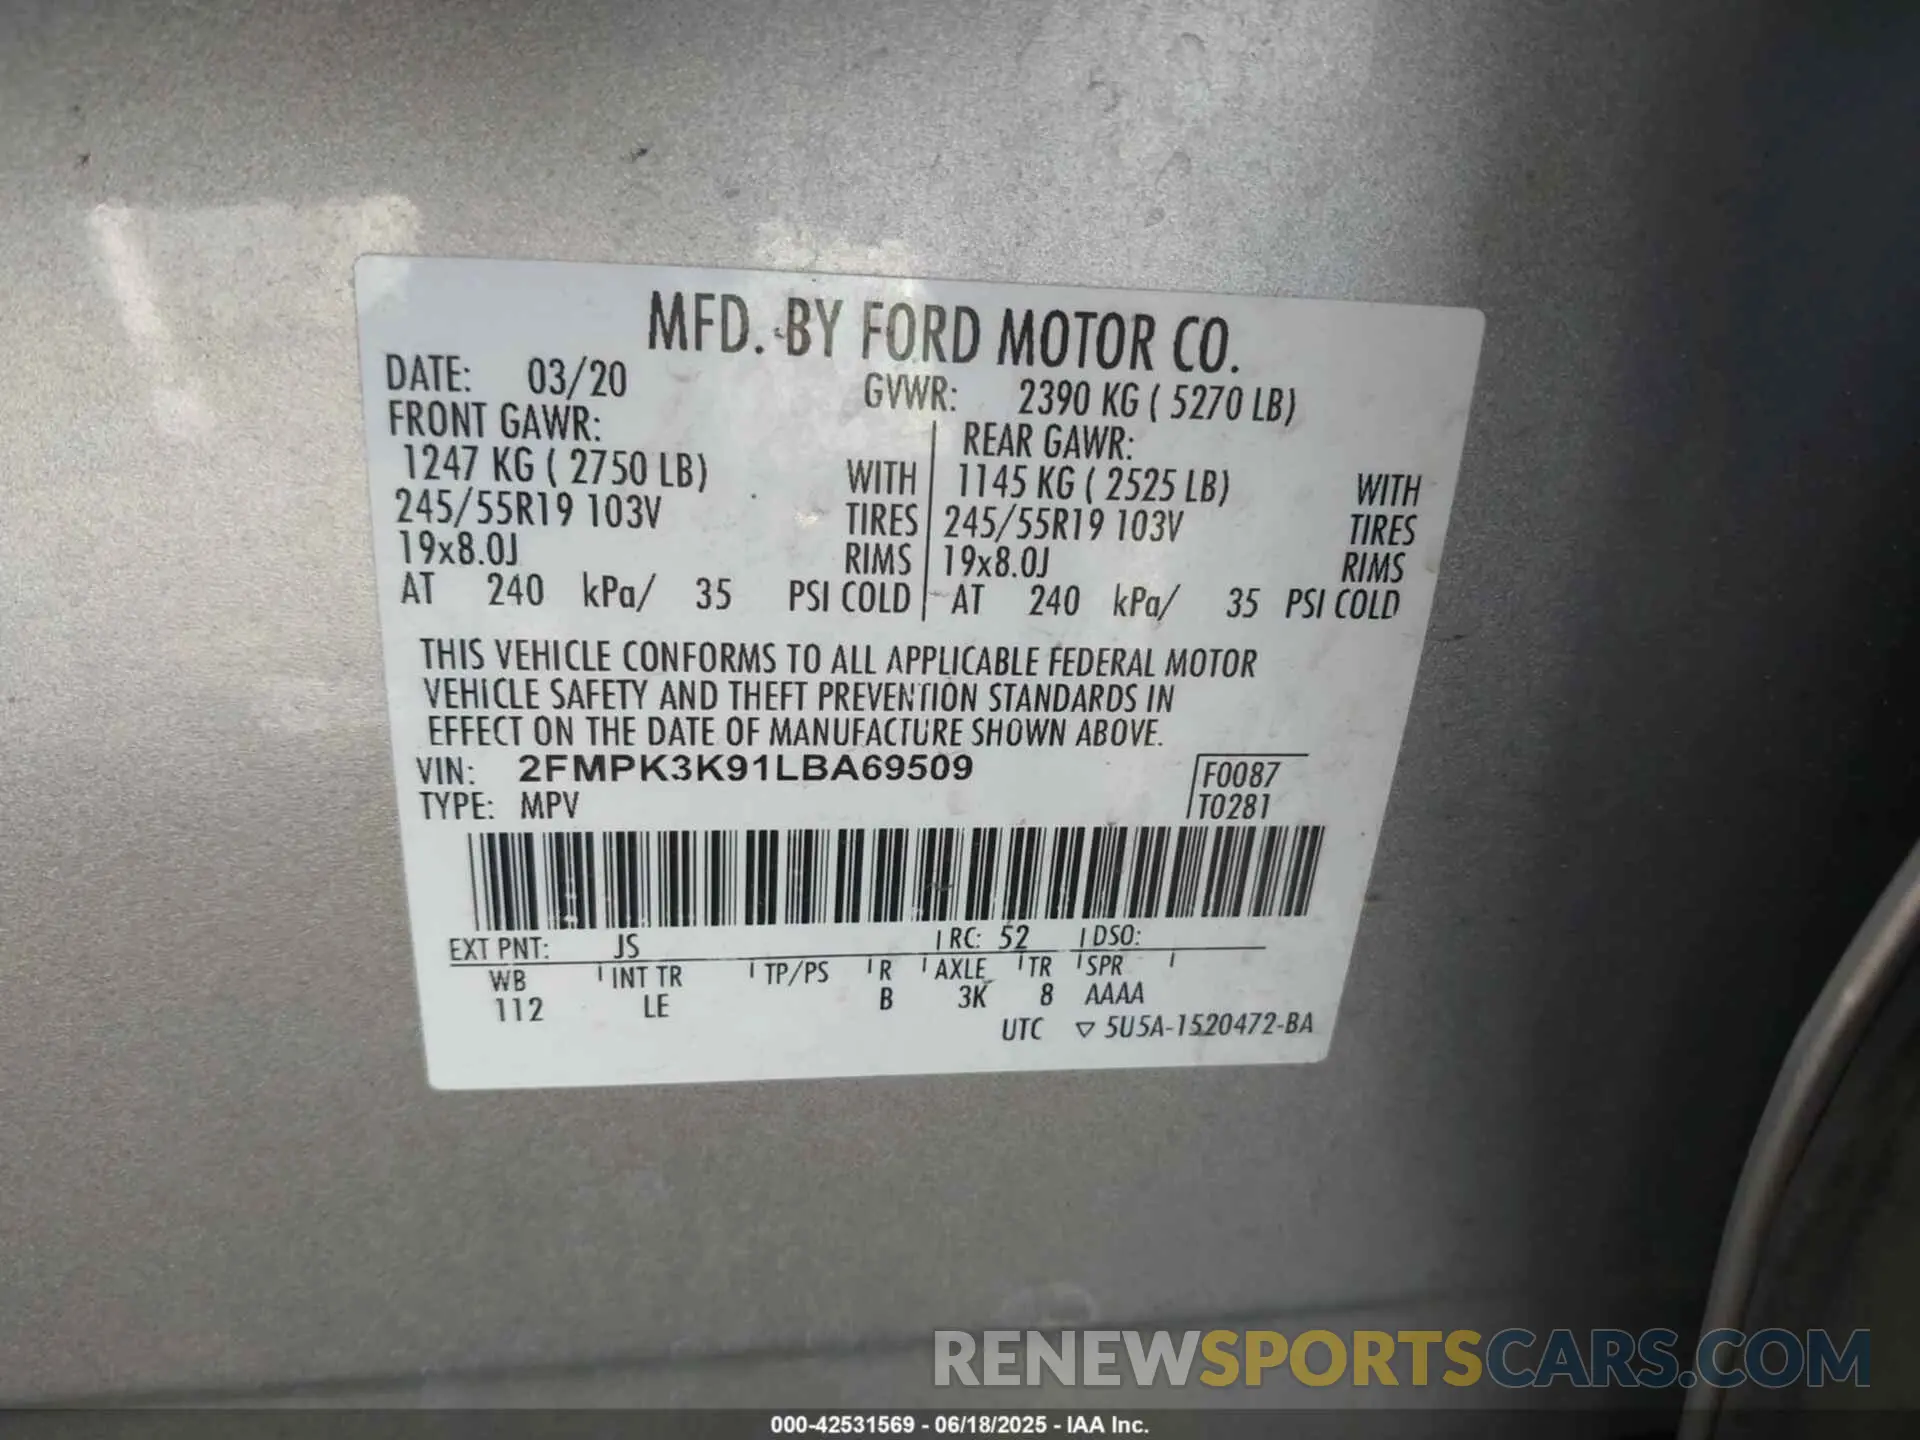 MFD. BY FORD MOTOR CO.
DATE: 03/20 GVWR: 2390 KG ( 5270 LB)
FRONT GAWR: REAR GAWR:
1247 KG ( 2750 LB) WITH 1145 KG ( 2525 LB) WITH
245/55R19 103V TIRES 245/55R19 103V TIRES
19x8.0J RIMS 19x8.0J RIMS
AT 240 kPa/ 35 PSI COLD AT 240 kPa/ 35 PSI COLD
THIS VEHICLE CONFORMS TO ALL APPLICABLE FEDERAL MOTOR
VEHICLE SAFETY AND THEFT PREVENTION STANDARDS IN
EFFECT ON THE DATE OF MANUFACTURE SHOWN ABOVE.
VIN: 2FMPK3K91LBA69509 F0087
TYPE: MPV T0281
EXT PNT: JS RC: 52 DSO:
WB INT TR TP/PS R AXLE TR SPR
112 LE B 3K 8 AAAA
UTC ▽ 5U5A-1520472-BA
RENEWSPORTSCARS.COM
000-42531569 - 06/18/2025 - IAA Inc.